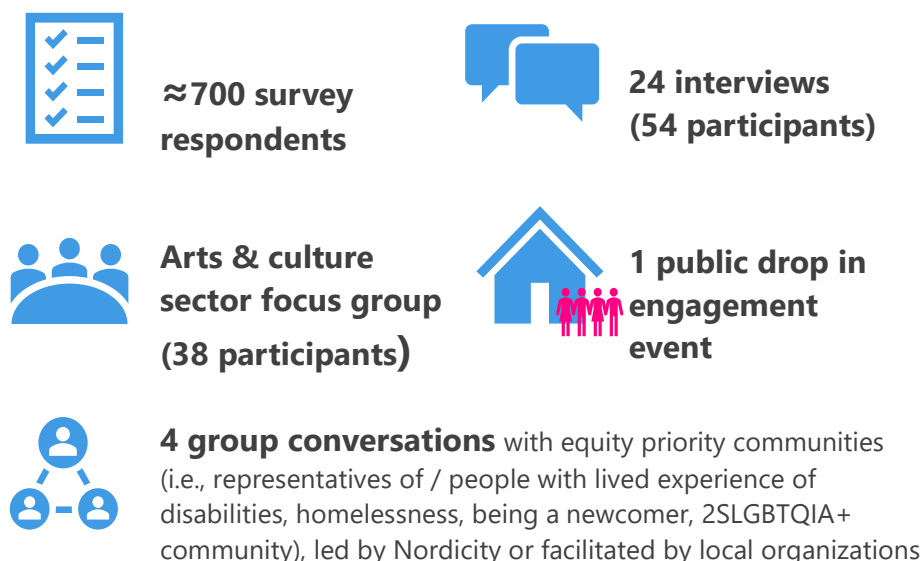 ≈700 survey
respondents
24 interviews
(54 participants)
Arts & culture
sector focus group
(38 participants)
1 public drop in
engagement
event
4 group conversations with equity priority communities
(i.e., representatives of / people with lived experience of
disabilities, homelessness, being a newcomer, 2SLGBTQIA+
community), led by Nordicity or facilitated by local organizations